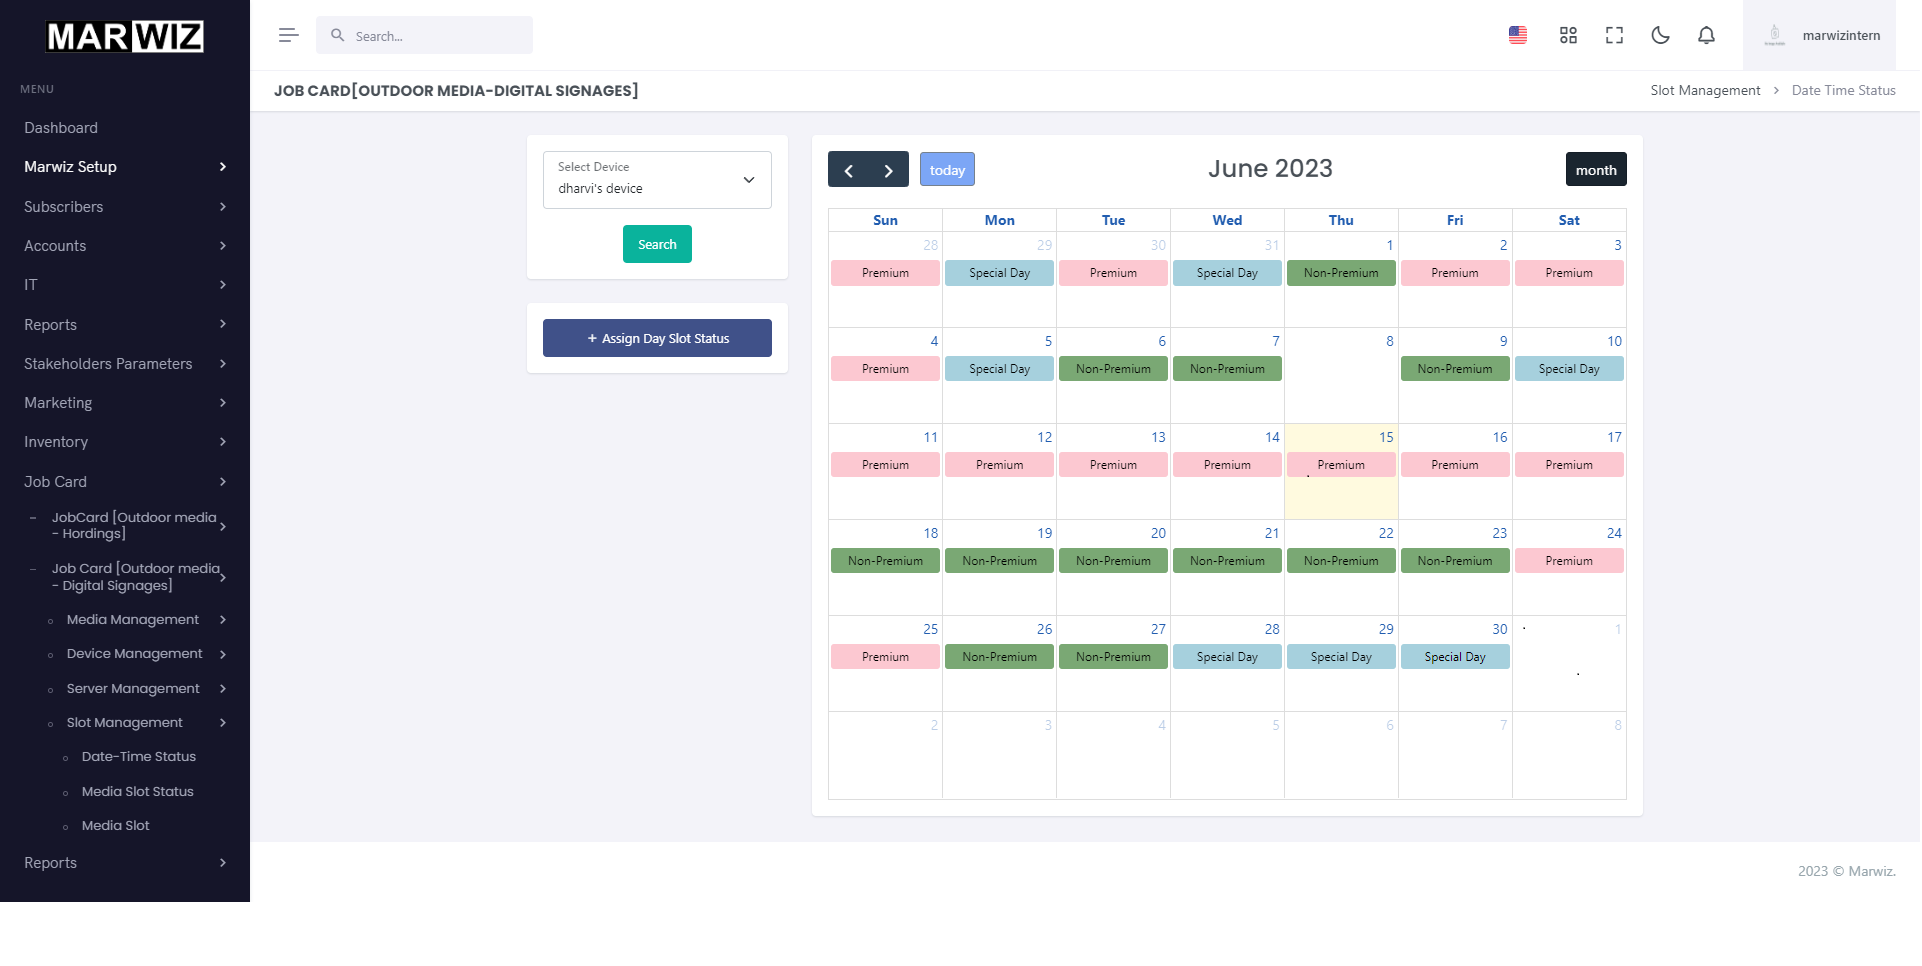 MARWIZ
Search...
marwizintern
MENU
Dashboard
Marwiz Setup
Subscribers
Accounts
IT
Reports
Stakeholders Parameters
Marketing
Inventory
Job Card
JobCard [Outdoor media
- Hordings]
Job Card [Outdoor media
- Digital Signages]
Media Management
Device Management
Server Management
Slot Management
Date-Time Status
Media Slot Status
Media Slot
Reports
JOB CARD[OUTDOOR MEDIA-DIGITAL SIGNAGES]
Slot Management > Date Time Status
Select Device
dharvi's device
Search
+ Assign Day Slot Status
today
June 2023
month
Sun Mon Tue Wed Thu Fri Sat
28 29 30 31 1 2 3
Premium Special Day Premium Special Day Non-Premium Premium Premium
4 5 6 7 8 9 10
Premium Special Day Non-Premium Non-Premium Non-Premium Special Day
11 12 13 14 15 16 17
Premium Premium Premium Premium Premium Premium Premium
18 19 20 21 22 23 24
Non-Premium Non-Premium Non-Premium Non-Premium Non-Premium Non-Premium Premium
25 26 27 28 29 30 1
Premium Non-Premium Non-Premium Special Day Special Day Special Day
2 3 4 5 6 7 8
2023 © Marwiz.